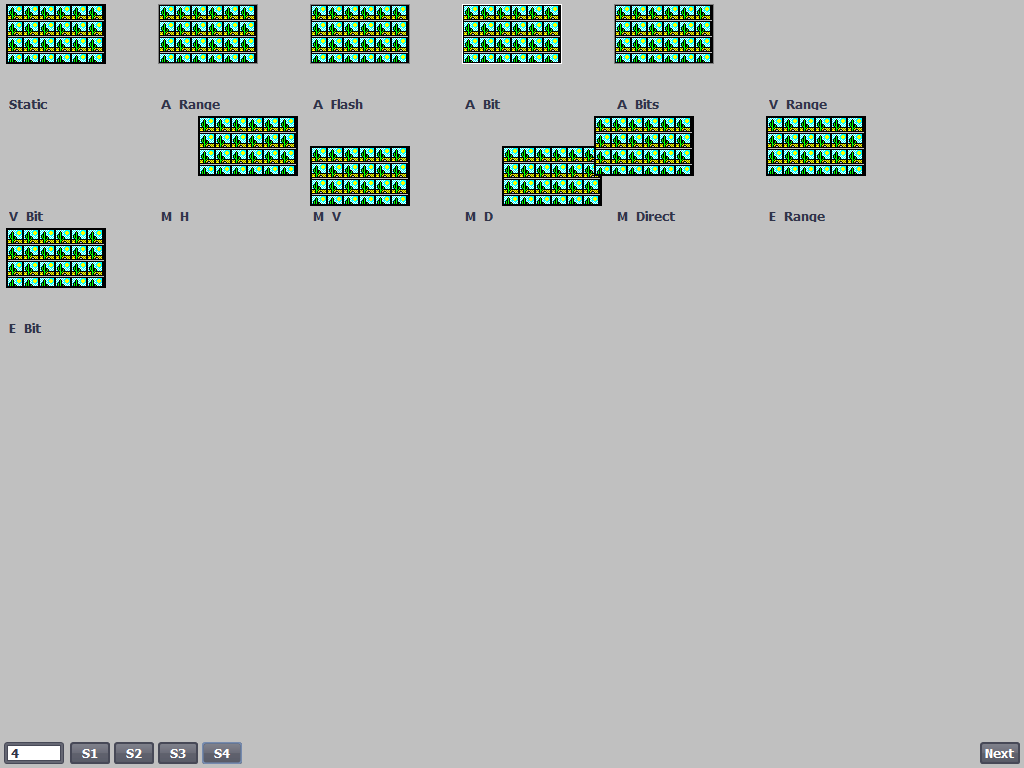 Static A Range A Flash A Bit A Bits V Range
V Bit M H M V M D M Direct E Range
E Bit
4 S1 S2 S3 S4 Next